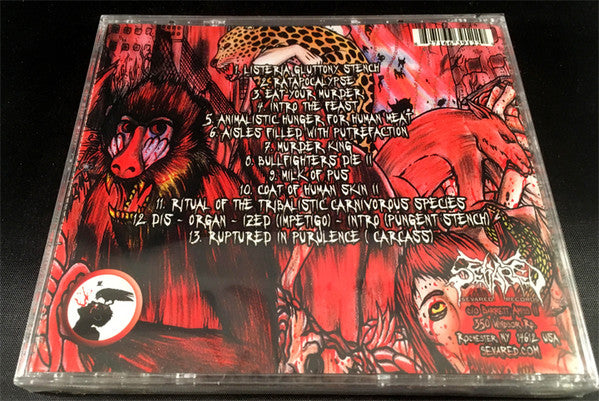 1. LISTERIA GLUTTONY STENCH
2. RATAPOCALYPSE
3. EAT YOUR MURDER
4. INTRO THE FEAST
5. ANIMALISTIC HUNGER FOR HUMAN MEAT
6. AISLES FILLED WITH PUTREFACTION
7. MURDER KING
8. BULLFIGHTERS DIE II
9. MILK OF PUS
10. COAT OF HUMAN SKIN II
11. RITUAL OF THE TRIBALISTIC CARNIVOROUS SPECIES
12. DIS - ORGAN - IZED (IMPETIGO) - INTRO (PUNGENT STENCH)
13. RUPTURED IN PURULENCE ( CARCASS)
SEVARED
SEVARED RECORDS
C/O BARRETT AMISS II
350 WINDSOR RD
ROCHESTER, NY 14612 USA
SEVARED.COM